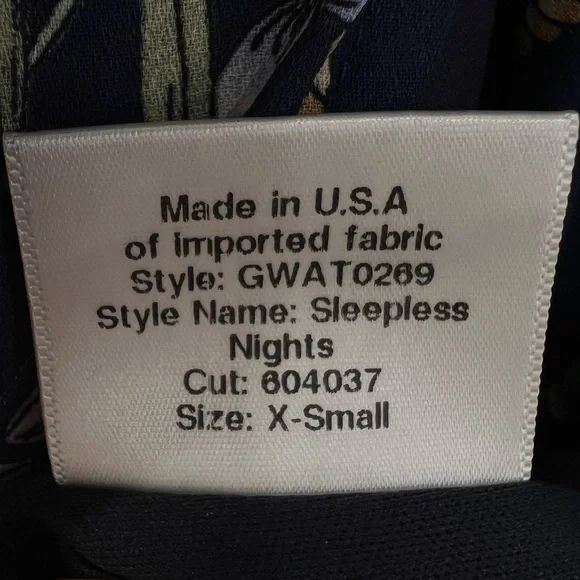 Made in U.S.A
of imported fabric
Style: GWAT0269
Style Name: Sleepless
Nights
Cut: 604037
Size: X-Small